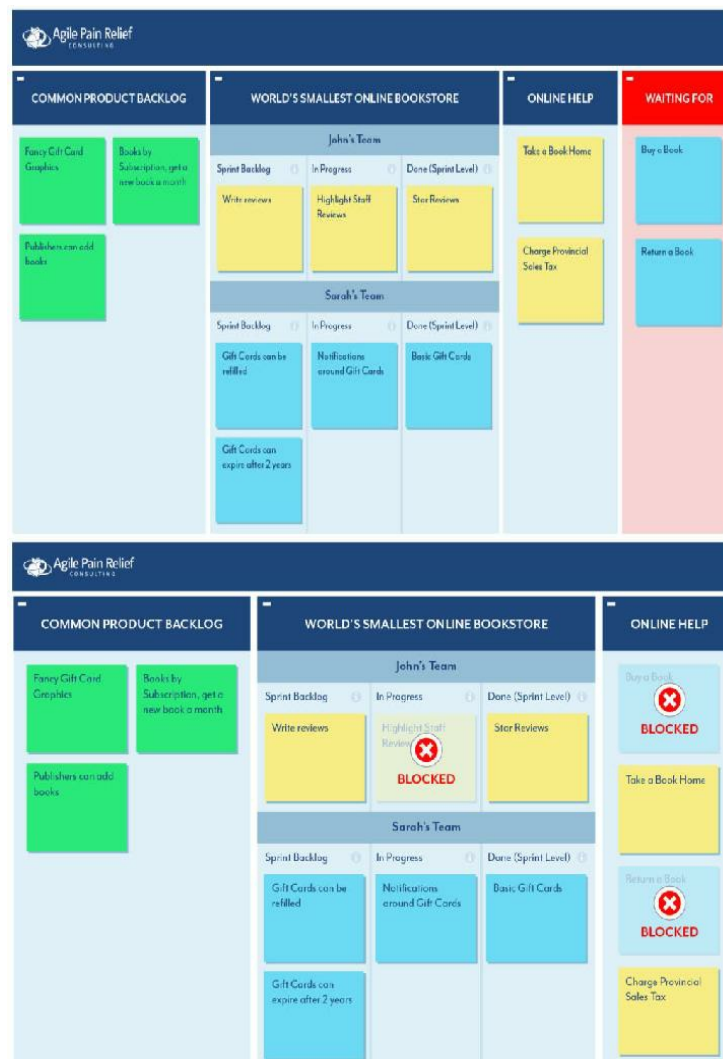 Agile Pain Relief
CONSULTING
COMMON PRODUCT BACKLOG
WORLD'S SMALLEST ONLINE BOOKSTORE
ONLINE HELP
WAITING FOR
Fancy Gift Card
Graphics
Books by
Subscription, get a
new book a month
Publishers can add
books
John's Team
Sprint Backlog
In Progress
Done (Sprint Level)
Write reviews
Highlight Staff
Reviews
Star Reviews
Sarah's Team
Sprint Backlog
In Progress
Done (Sprint Level)
Gift Cards can be
refilled
Notifications
around Gift Cards
Basic Gift Cards
Gift Cards can
expire after 2 years
Take a Book Home
Charge Provincial
Sales Tax
Buy a Book
Return a Book
Agile Pain Relief
CONSULTING
COMMON PRODUCT BACKLOG
WORLD'S SMALLEST ONLINE BOOKSTORE
ONLINE HELP
Fancy Gift Card
Graphics
Books by
Subscription, get a
new book a month
Publishers can add
books
John's Team
Sprint Backlog
In Progress
Done (Sprint Level)
Write reviews
Highlight Staff
Review
BLOCKED
Star Reviews
Sarah's Team
Sprint Backlog
In Progress
Done (Sprint Level)
Gift Cards can be
refilled
Notifications
around Gift Cards
Basic Gift Cards
Gift Cards can
expire after 2 years
Buy a Book
BLOCKED
Take a Book Home
Return a Book
BLOCKED
Charge Provincial
Sales Tax